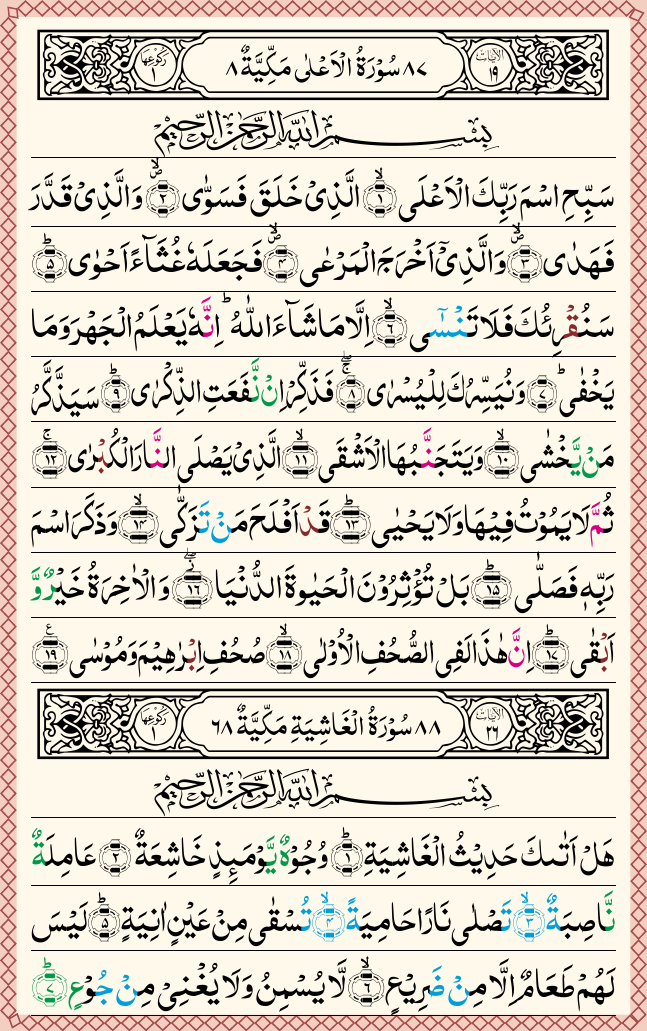 الآيات ١٩ ٨٧ سُوْرَةُ الْاَعْلٰى مَكِّيَّةٌ ٨ ركوعها ١
بِسْمِ اللّٰهِ الرَّحْمٰنِ الرَّحِيْمِ
سَبِّحِ اسْمَ رَبِّكَ الْاَعْلَى ۙ﴿١﴾ الَّذِىْ خَلَقَ فَسَوّٰى ۪ۙ﴿٢﴾ وَالَّذِىْ قَدَّرَ
فَهَدٰى ۪ۙ﴿٣﴾ وَالَّذِىْۤ اَخْرَجَ الْمَرْعٰى ۪ۙ﴿٤﴾ فَجَعَلَهٗ غُثَآءً اَحْوٰى ؕ﴿٥﴾
سَنُقْرِئُكَ فَلَا تَنْسٰٓى ۙ﴿٦﴾ اِلَّا مَا شَآءَ اللّٰهُ ؕ اِنَّهٗ يَعْلَمُ الْجَهْرَ وَمَا
يَخْفٰى ؕ﴿٧﴾ وَنُيَسِّرُكَ لِلْيُسْرٰى ۖۚ﴿٨﴾ فَذَكِّرْ اِنْ نَّفَعَتِ الذِّكْرٰى ؕ﴿٩﴾ سَيَذَّكَّرُ
مَنْ يَّخْشٰى ۙ﴿١٠﴾ وَيَتَجَنَّبُهَا الْاَشْقَى ۙ﴿١١﴾ الَّذِىْ يَصْلَى النَّارَ الْكُبْرٰى ۚ﴿١٢﴾
ثُمَّ لَا يَمُوْتُ فِيْهَا وَلَا يَحْيٰى ؕ﴿١٣﴾ قَدْ اَفْلَحَ مَنْ تَزَكّٰى ۙ﴿١٤﴾ وَذَكَرَ اسْمَ
رَبِّهٖ فَصَلّٰى ؕ﴿١٥﴾ بَلْ تُؤْثِرُوْنَ الْحَيٰوةَ الدُّنْيَا ۖ﴿١٦﴾ وَالْاٰخِرَةُ خَيْرٌ وَّ
اَبْقٰى ؕ﴿١٧﴾ اِنَّ هٰذَا لَفِى الصُّحُفِ الْاُوْلٰى ۙ﴿١٨﴾ صُحُفِ اِبْرٰهِيْمَ وَمُوْسٰى ﴿١٩﴾ ع
الآيات ٢٦ ٨٨ سُوْرَةُ الْغَاشِيَةِ مَكِّيَّةٌ ٦٨ ركوعها ١
بِسْمِ اللّٰهِ الرَّحْمٰنِ الرَّحِيْمِ
هَلْ اَتٰىكَ حَدِيْثُ الْغَاشِيَةِ ؕ﴿١﴾ وُجُوْهٌ يَّوْمَىِٕذٍ خَاشِعَةٌ ۙ﴿٢﴾ عَامِلَةٌ
نَّاصِبَةٌ ۙ﴿٣﴾ تَصْلٰى نَارًا حَامِيَةً ۙ﴿٤﴾ تُسْقٰى مِنْ عَيْنٍ اٰنِيَةٍ ؕ﴿٥﴾ لَيْسَ
لَهُمْ طَعَامٌ اِلَّا مِنْ ضَرِيْعٍ ۙ﴿٦﴾ لَّا يُسْمِنُ وَلَا يُغْنِىْ مِنْ جُوْعٍ ؕ﴿٧﴾